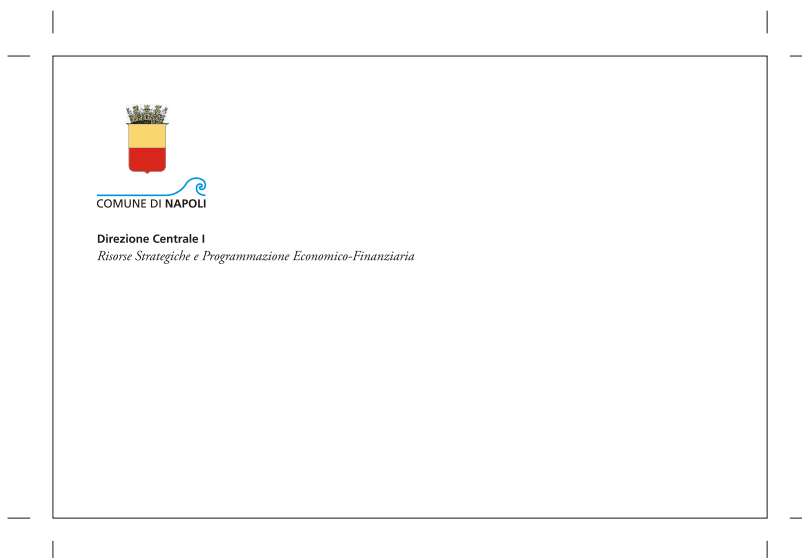 COMUNE DI NAPOLI
Direzione Centrale I
Risorse Strategiche e Programmazione Economico-Finanziaria